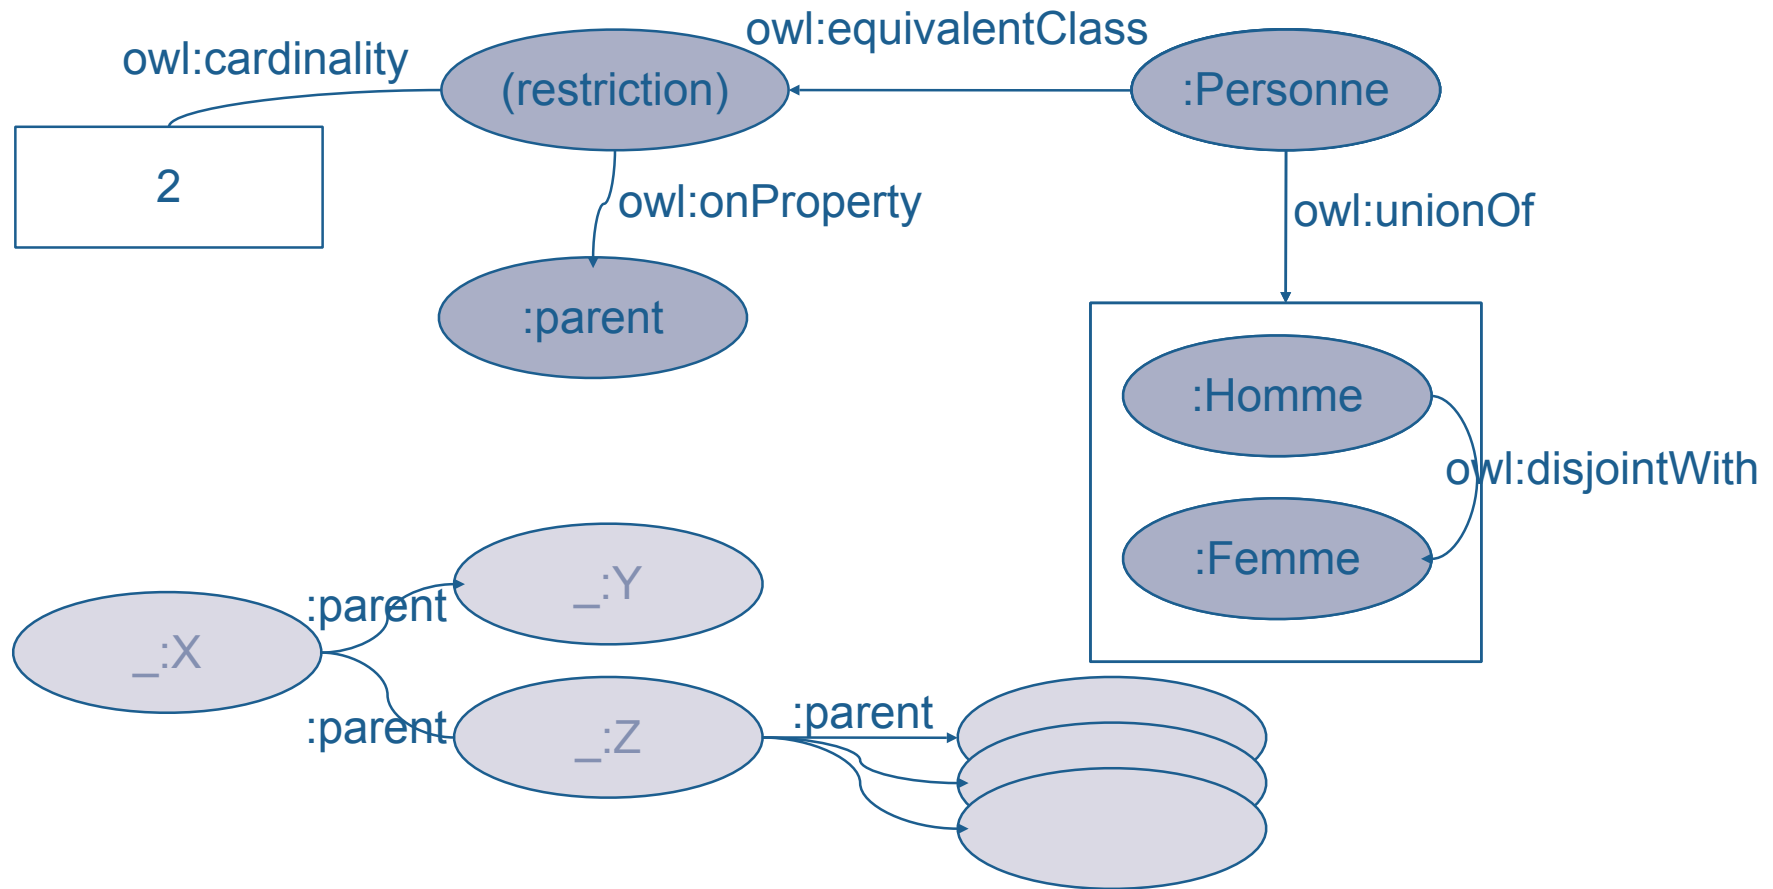 owl:equivalentClass
owl:cardinality
(restriction)
:Personne
2
owl:onProperty
owl:unionOf
:parent
:Homme
owl:disjointWith
:Femme
_:Y
:parent
_:X
:parent
_:Z
:parent